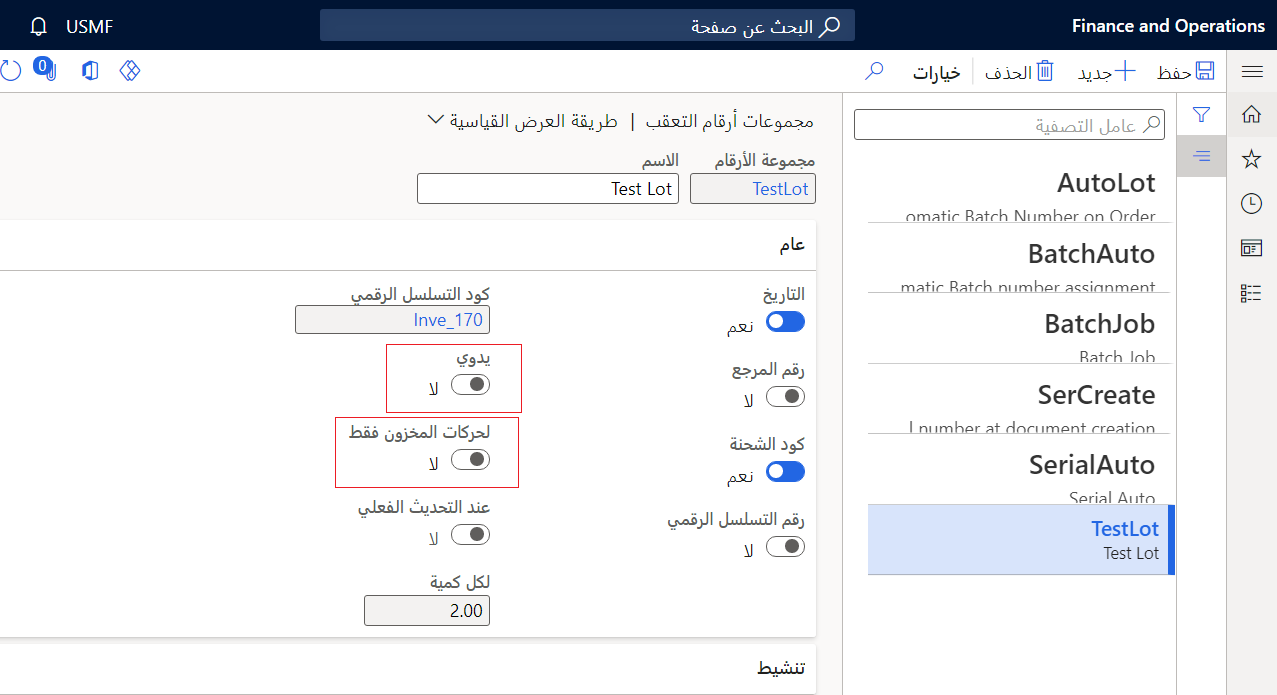 Finance and Operations
البحث عن صفحة
USMF
حفظ
جديد
الحذف
خيارات
0
عامل التصفية
AutoLot
omatic Batch Number on Order
BatchAuto
matic Batch number assignment
BatchJob
Batch Job
SerCreate
l number at document creation
SerialAuto
Serial Auto
TestLot
Test Lot
مجموعات أرقام التعقب | طريقة العرض القياسية
مجموعة الأرقام
TestLot
الاسم
Test Lot
عام
التاريخ
نعم
رقم المرجع
لا
كود الشحنة
نعم
رقم التسلسل الرقمي
لا
كود التسلسل الرقمي
Inve_170
يدوي
لا
لحركات المخزون فقط
لا
عند التحديث الفعلي
لا
لكل كمية
2.00
تنشيط